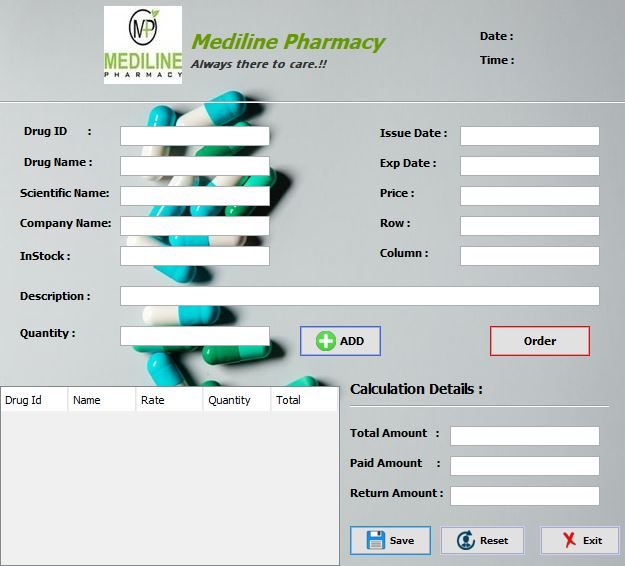 MP
MEDILINE
PHARMACY
Mediline Pharmacy
Always there to care.!!
Date :
Time :
Drug ID :
Issue Date :
Drug Name :
Exp Date :
Scientific Name:
Price :
Company Name:
Row :
InStock :
Column :
Description :
Quantity :
ADD
Order
Calculation Details :
Drug Id Name Rate Quantity Total
Total Amount :
Paid Amount :
Return Amount :
Save
Reset
Exit